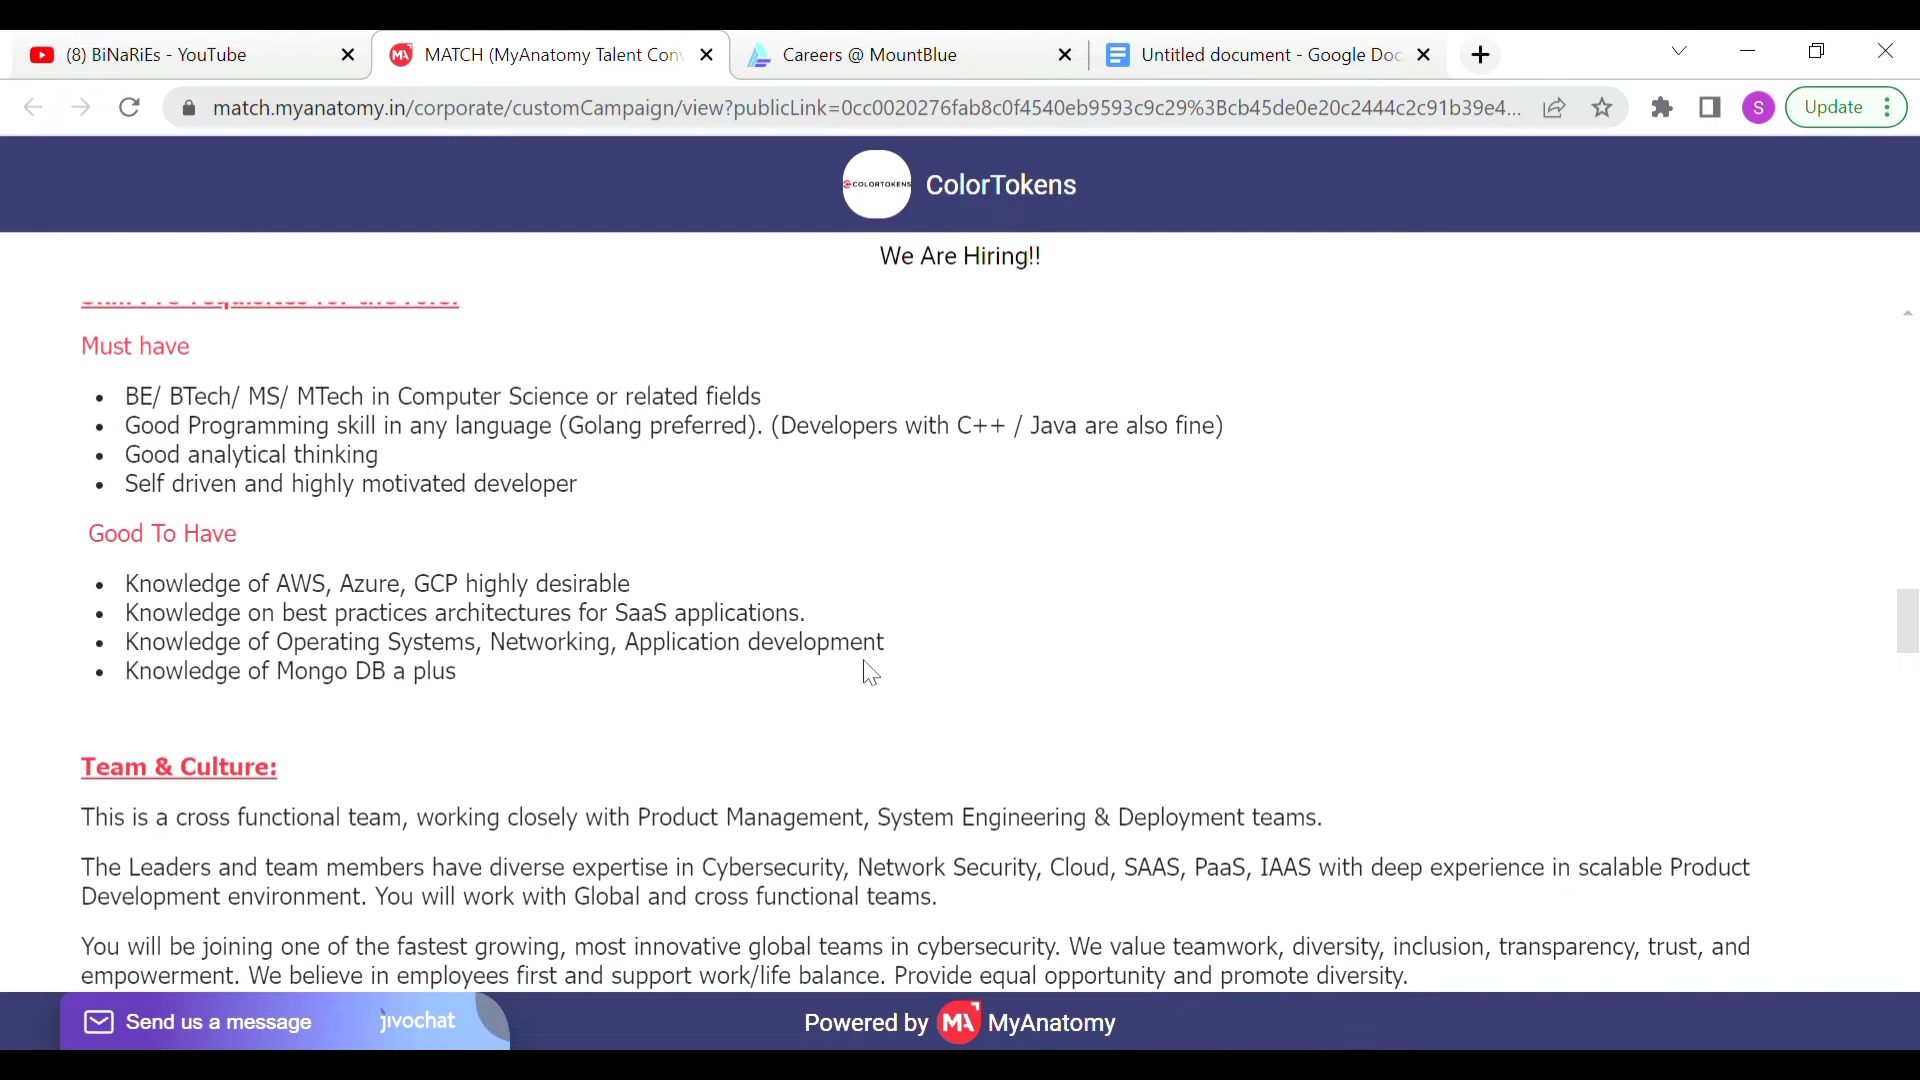 (8) BiNaRiEs - YouTube
MATCH (MyAnatomy Talent Con
Careers @ MountBlue
Untitled document - Google Doc
match.myanatomy.in/corporate/customCampaign/view?publicLink=0cc0020276fab8c0f4540eb9593c9c29%3Bcb45de0e20c2444c2c91b39e4...
S
Update
COLORTOKENS
ColorTokens
We Are Hiring!!
Must have
• BE/ BTech/ MS/ MTech in Computer Science or related fields
• Good Programming skill in any language (Golang preferred). (Developers with C++ / Java are also fine)
• Good analytical thinking
• Self driven and highly motivated developer
Good To Have
• Knowledge of AWS, Azure, GCP highly desirable
• Knowledge on best practices architectures for SaaS applications.
• Knowledge of Operating Systems, Networking, Application development
• Knowledge of Mongo DB a plus
Team & Culture:
This is a cross functional team, working closely with Product Management, System Engineering & Deployment teams.
The Leaders and team members have diverse expertise in Cybersecurity, Network Security, Cloud, SAAS, PaaS, IAAS with deep experience in scalable Product
Development environment. You will work with Global and cross functional teams.
You will be joining one of the fastest growing, most innovative global teams in cybersecurity. We value teamwork, diversity, inclusion, transparency, trust, and
empowerment. We believe in employees first and support work/life balance. Provide equal opportunity and promote diversity.
Send us a message
jivochat
Powered by MA MyAnatomy